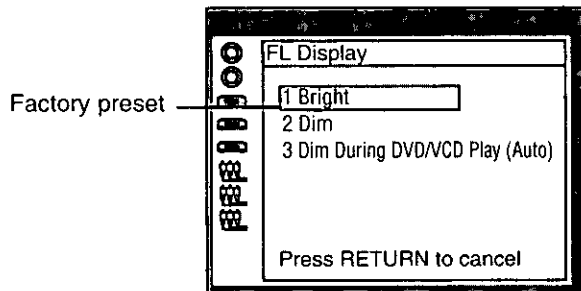 FL Display
Factory preset
1 Bright
2 Dim
3 Dim During DVD/VCD Play (Auto)
Press RETURN to cancel